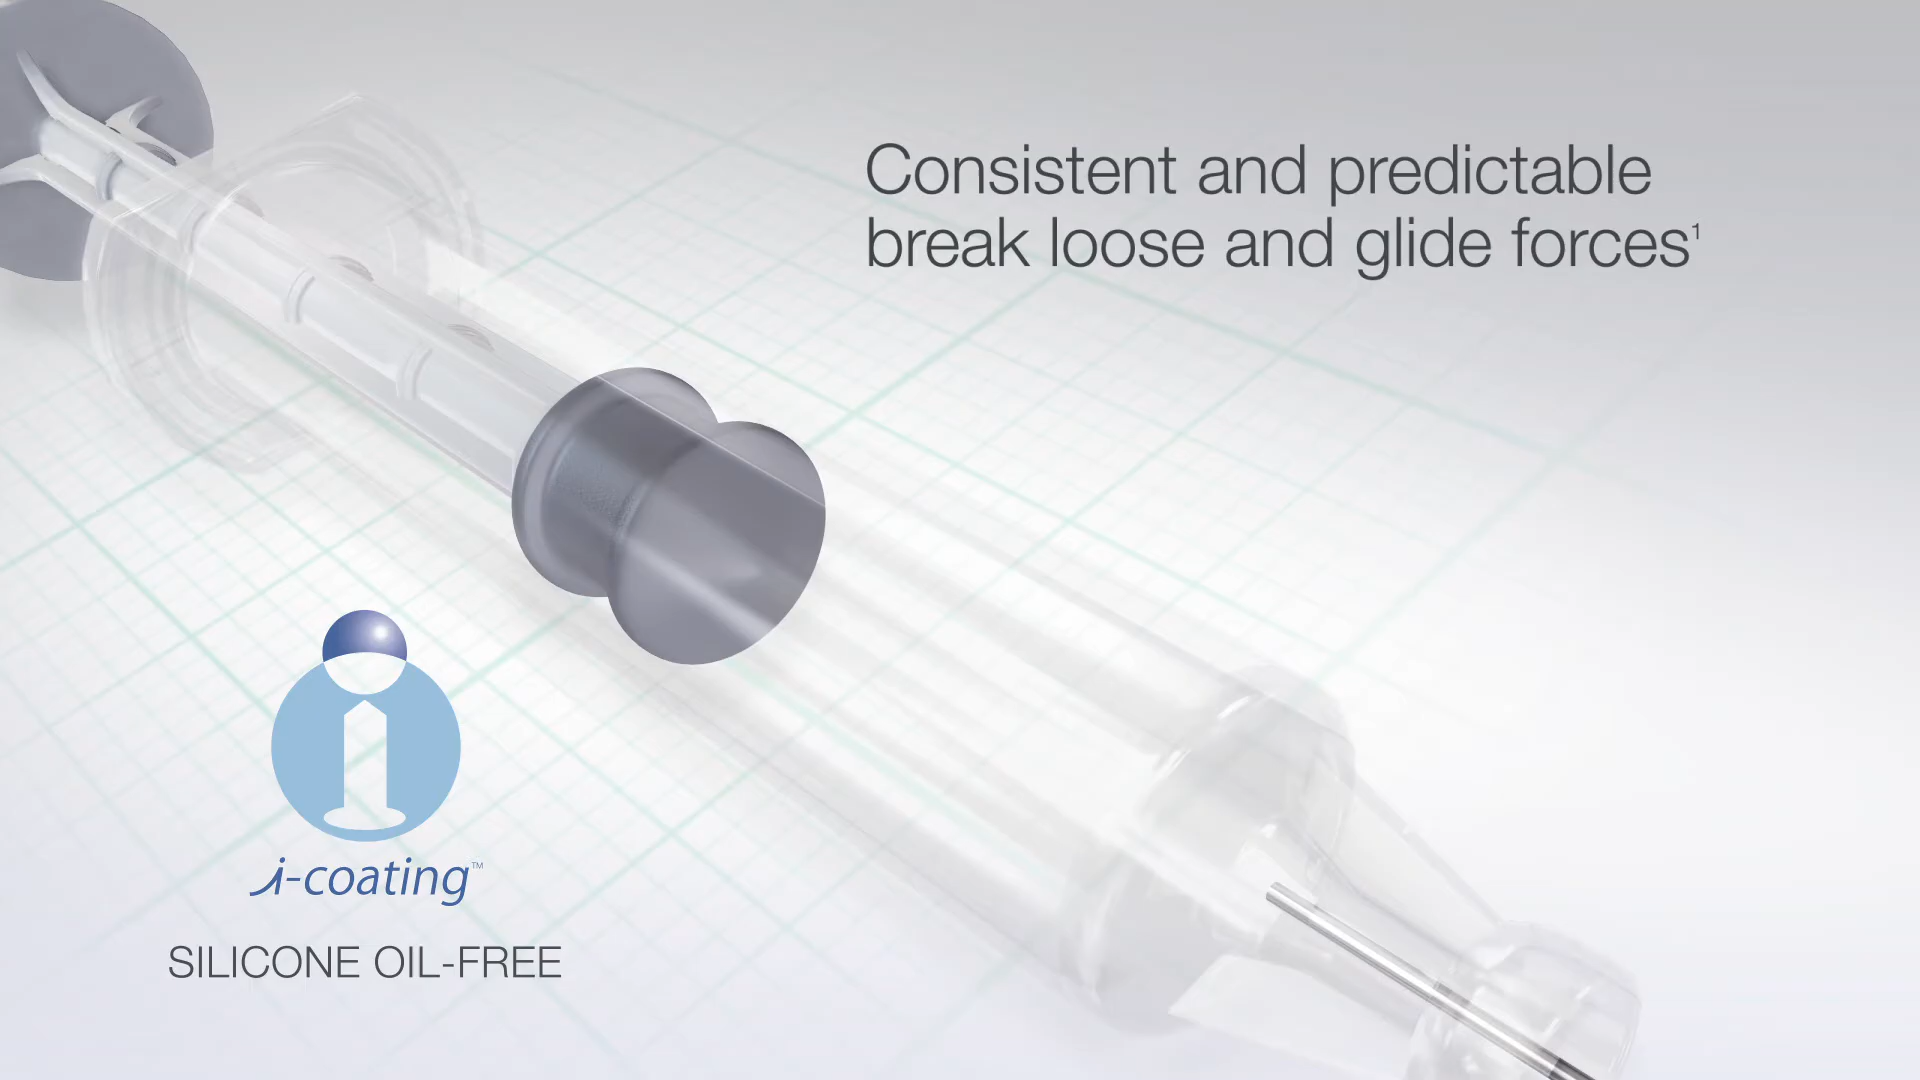 Consistent and predictable
break loose and glide forces¹
i-coating™
SILICONE OIL-FREE